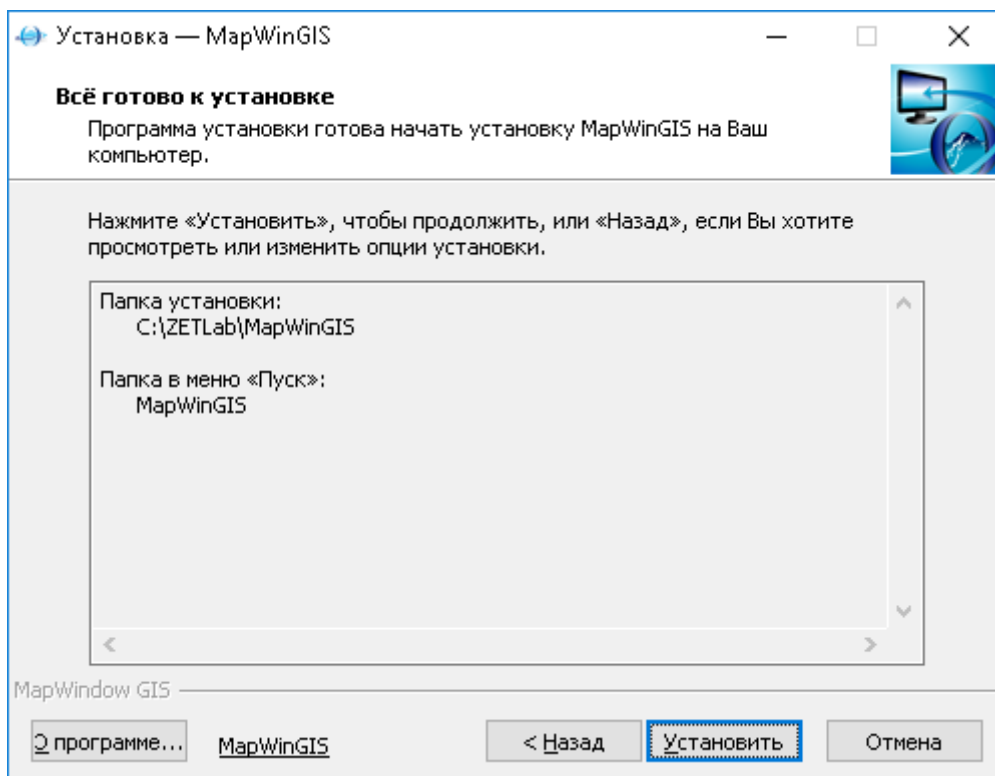 Установка — MapWinGIS
Всё готово к установке
Программа установки готова начать установку MapWinGIS на Ваш
компьютер.
Нажмите «Установить», чтобы продолжить, или «Назад», если Вы хотите
просмотреть или изменить опции установки.
Папка установки:
C:\ZETLab\MapWinGIS
Папка в меню «Пуск»:
MapWinGIS
MapWindow GIS
О программе...
MapWinGIS
< Назад
Установить
Отмена